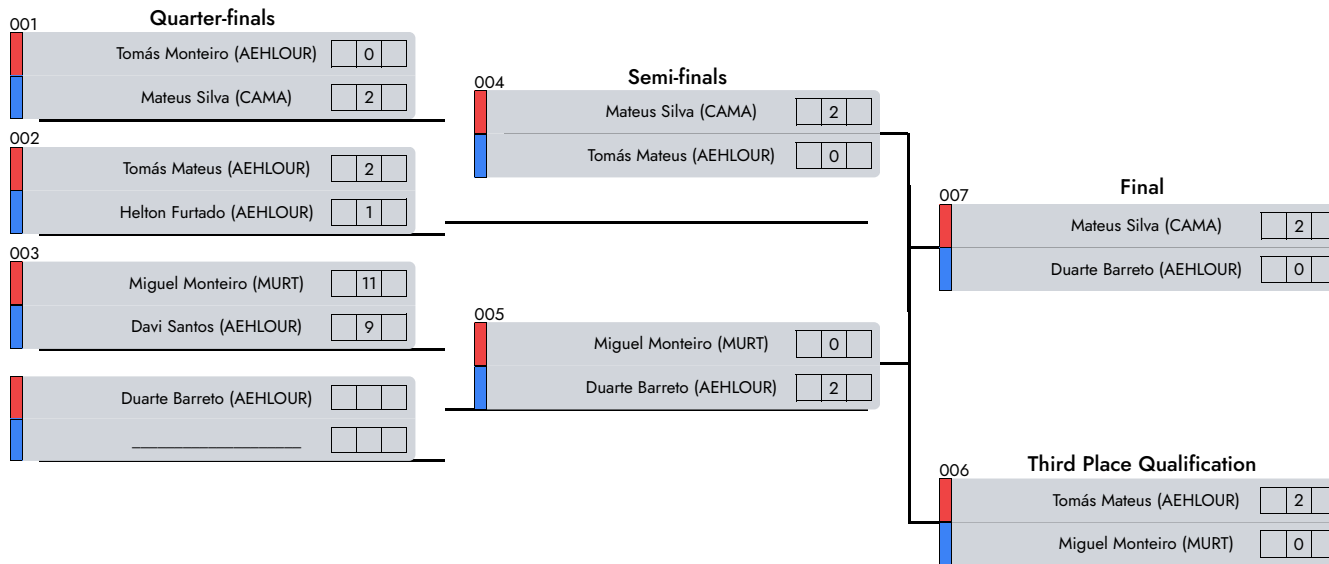 Quarter-finals
001
Tomás Monteiro (AEHLOUR) 0
Mateus Silva (CAMA) 2
002
Tomás Mateus (AEHLOUR) 2
Helton Furtado (AEHLOUR) 1
003
Miguel Monteiro (MURT) 11
Davi Santos (AEHLOUR) 9
Duarte Barreto (AEHLOUR)
____________________
Semi-finals
004
Mateus Silva (CAMA) 2
Tomás Mateus (AEHLOUR) 0
005
Miguel Monteiro (MURT) 0
Duarte Barreto (AEHLOUR) 2
Final
007
Mateus Silva (CAMA) 2
Duarte Barreto (AEHLOUR) 0
Third Place Qualification
006
Tomás Mateus (AEHLOUR) 2
Miguel Monteiro (MURT) 0